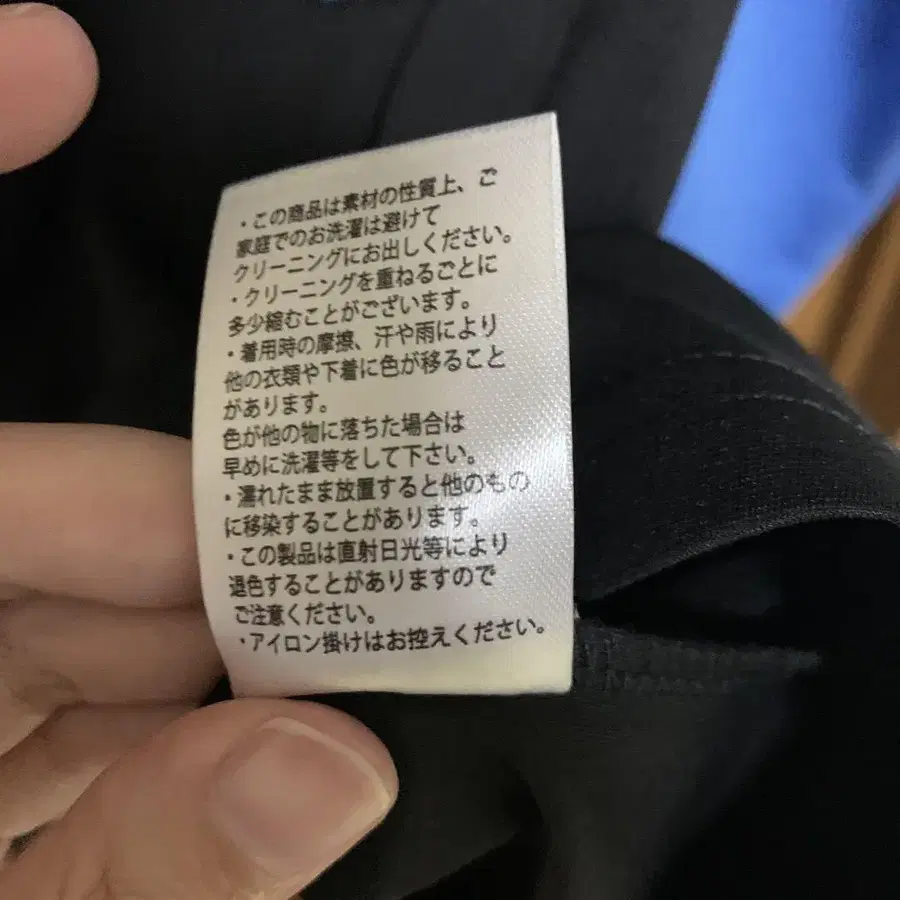 ・この商品は素材の性質上、ご
家庭でのお洗濯は避けて
クリーニングにお出しください。
・クリーニングを重ねるごとに
多少縮むことがございます。
・着用時の摩擦、汗や雨により
他の衣類や下着に色が移ること
があります。
色が他の物に落ちた場合は
早めに洗濯等をして下さい。
・濡れたまま放置すると他のもの
に移染することがあります。
・この製品は直射日光等により
退色することがありますので
ご注意ください。
・アイロン掛けはお控えください。